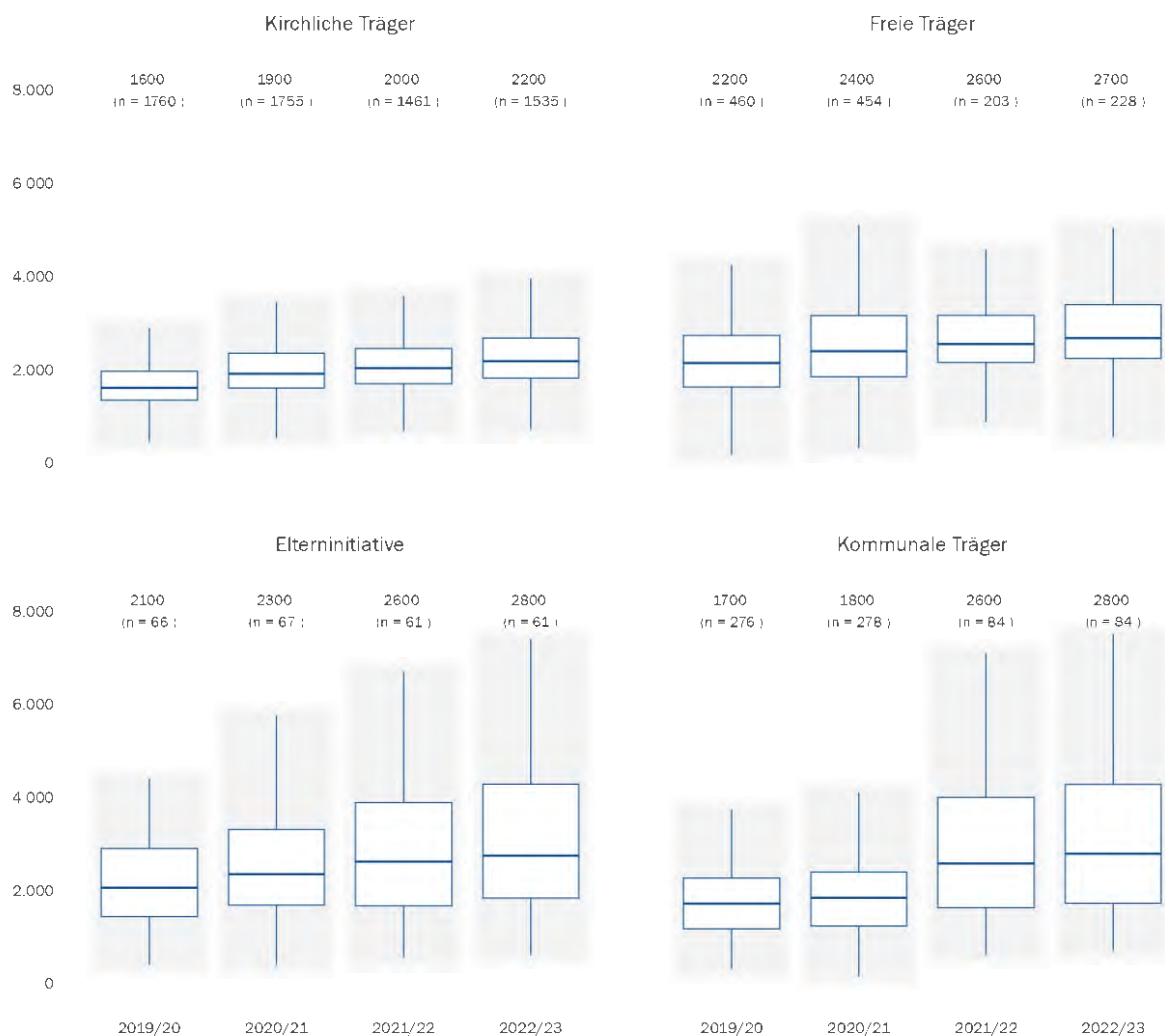 Kirchliche Träger
Freie Träger
8.000
1600
1900
2000
2200
2200
2400
2600
2700
(n = 1760 )
(n = 1755 )
(n = 1461 )
(n = 1535 )
(n = 460 )
(n = 454 )
(n = 203 )
(n = 228 )
6 000
4.000
2.000
0
Elterninitiative
Kommunale Träger
8.000
2100
2300
2600
2800
1700
1800
2600
2800
(n = 66 )
(n = 67 )
(n = 61 )
(n = 61 )
(n = 276 )
(n = 278 )
(n = 84 )
(n = 84 )
6.000
4 000
2.000
0
2019/20
2020/21
2021/22
2022/23
2019/20
2020/21
2021/22
2022/23